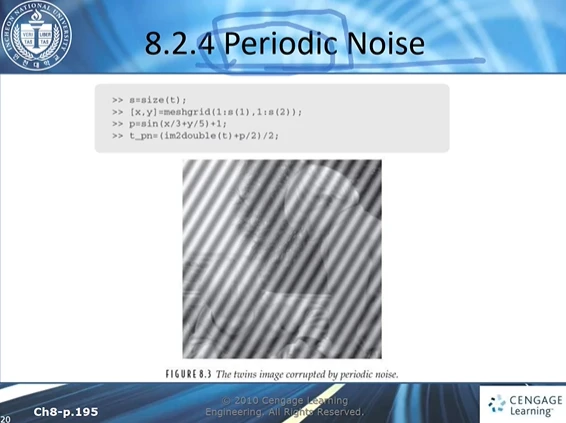 8.2.4 Periodic Noise
>> s=size(t);
>> [x,y]=meshgrid(1:s(1),1:s(2));
>> p=sin(x/3+y/5)+1;
>> t_pn=(im2double(t)+p/2)/2;
FIGURE 8.3 The twins image corrupted by periodic noise.
20
Ch8-p.195
© 2010 Cengage Learning
Engineering. All Rights Reserved.
CENGAGE
Learning™